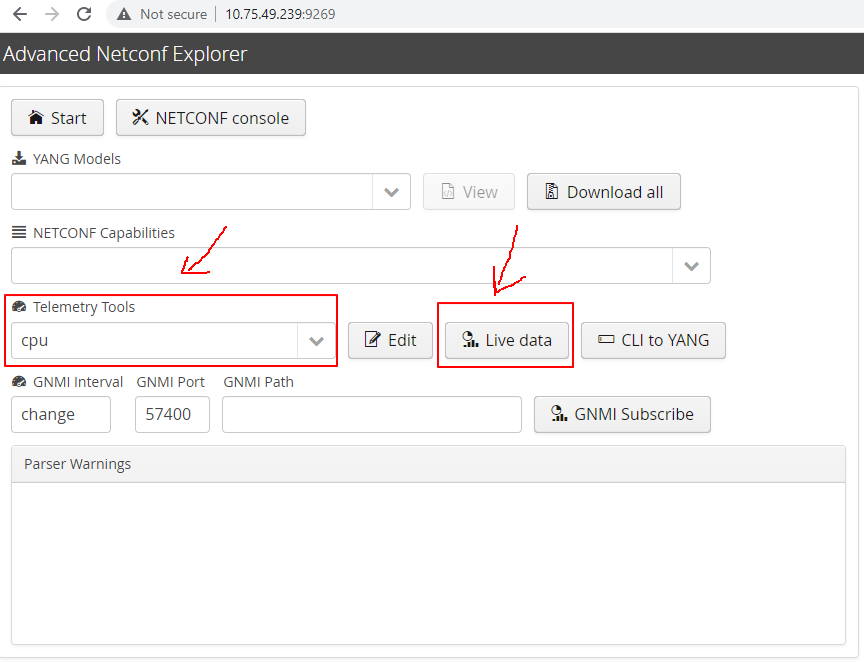 Not secure | 10.75.49.239:9269
Advanced Netconf Explorer
Start NETCONF console
YANG Models
View Download all
NETCONF Capabilities
Telemetry Tools
cpu Edit Live data CLI to YANG
GNMI Interval GNMI Port GNMI Path
change 57400 GNMI Subscribe
Parser Warnings